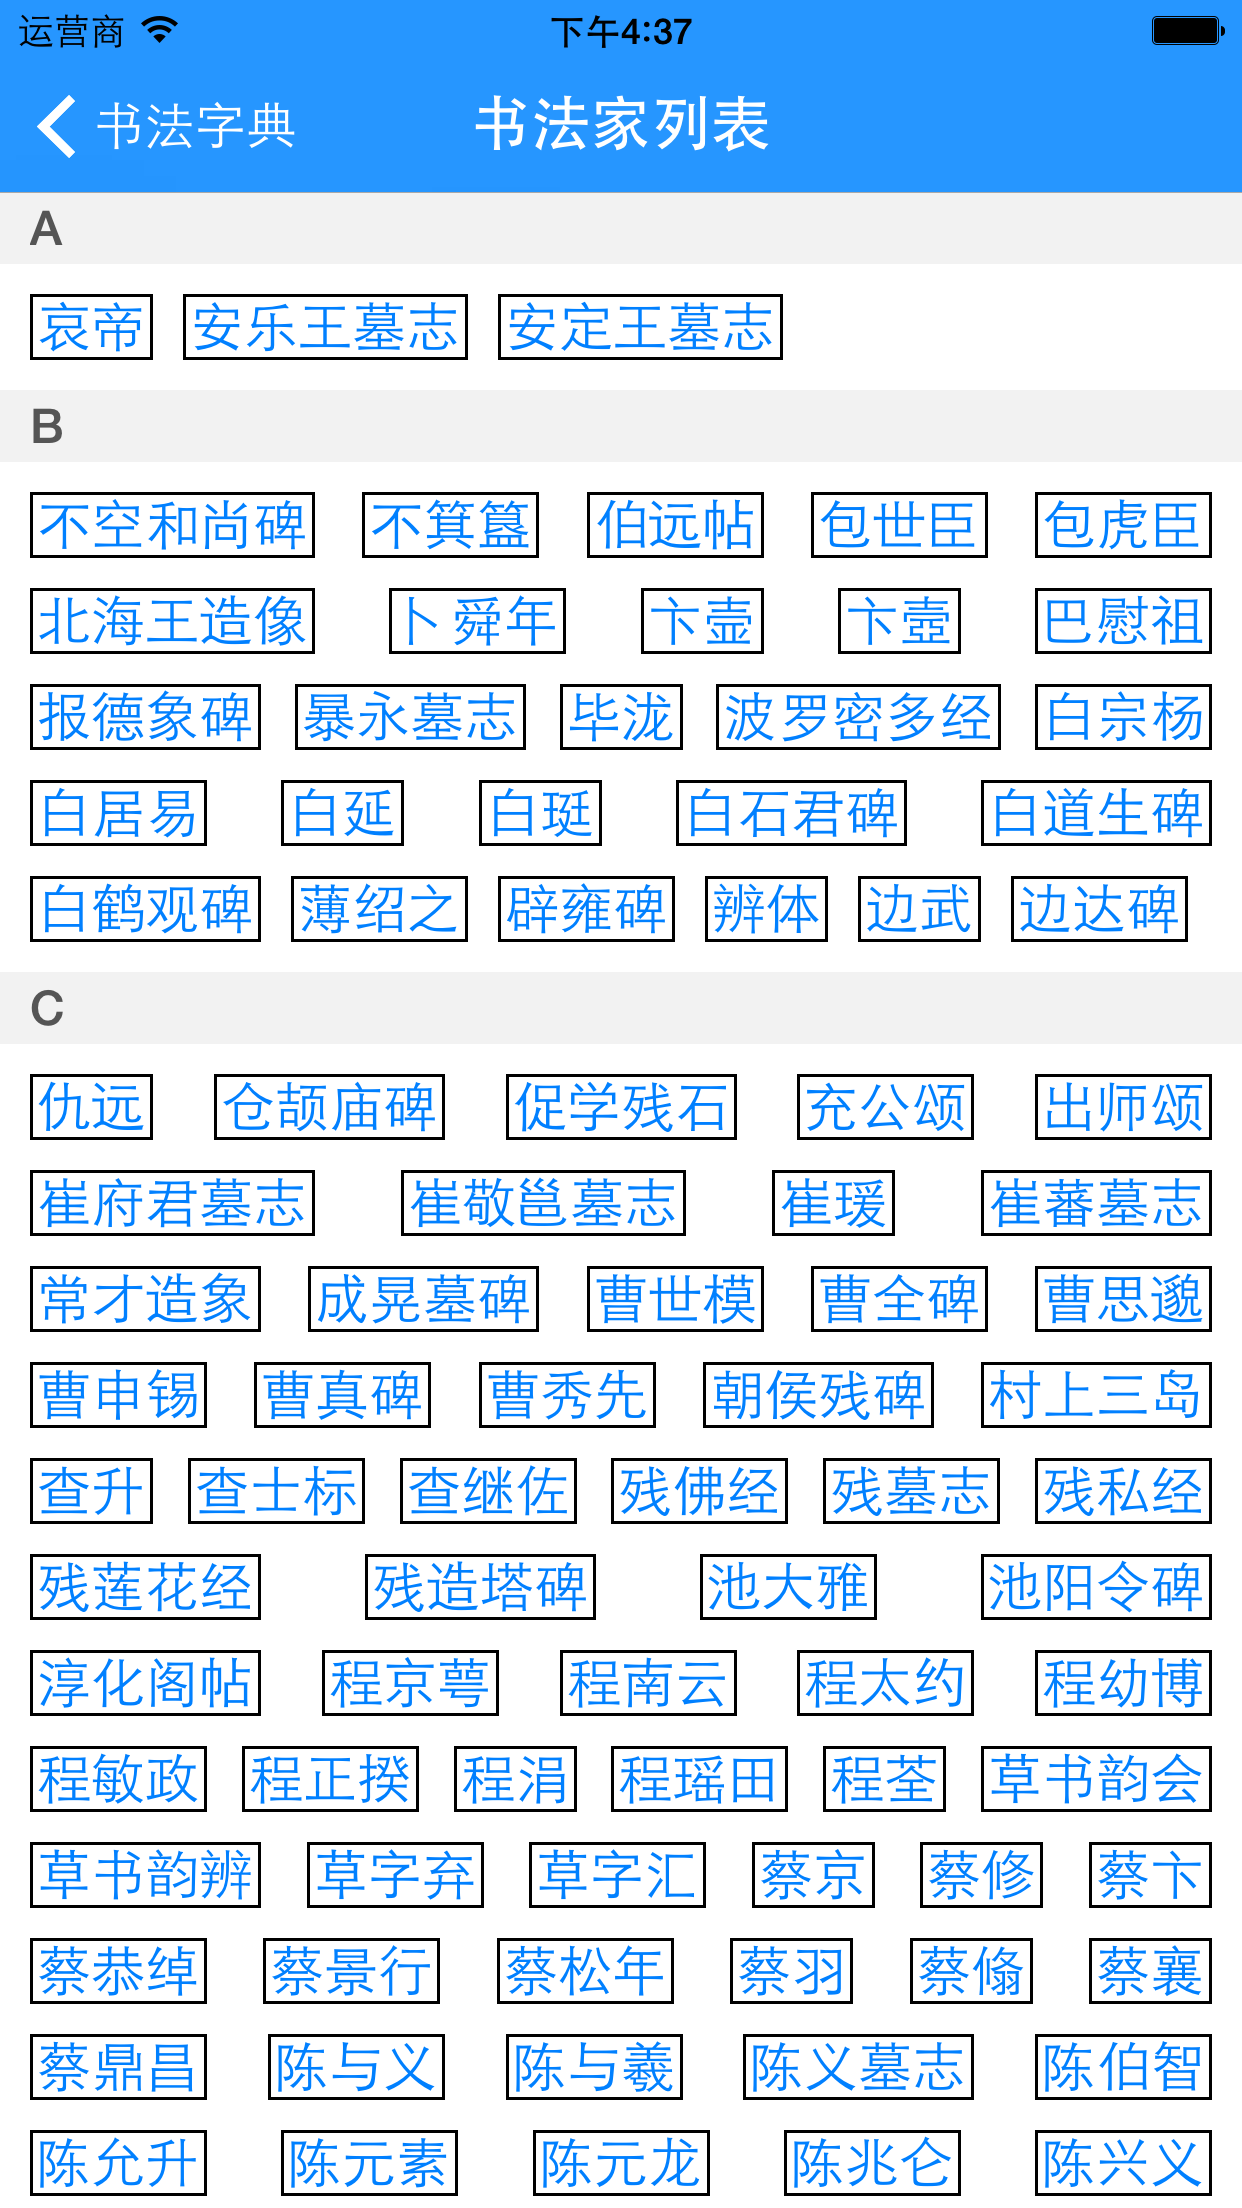 运营商 下午4:37
书法字典 书法家列表
A
哀帝 安乐王墓志 安定王墓志
B
不空和尚碑 不箕簋 伯远帖 包世臣 包虎臣
北海王造像 卜舜年 卞壶 卞壼 巴慰祖
报德象碑 暴永墓志 毕泷 波罗密多经 白宗杨
白居易 白延 白珽 白石君碑 白道生碑
白鹤观碑 薄绍之 辟雍碑 辨体 边武 边达碑
C
仇远 仓颉庙碑 促学残石 充公颂 出师颂
崔府君墓志 崔敬邕墓志 崔瑗 崔蕃墓志
常才造象 成晃墓碑 曹世模 曹全碑 曹思邈
曹申锡 曹真碑 曹秀先 朝侯残碑 村上三岛
查升 查士标 查继佐 残佛经 残墓志 残私经
残莲花经 残造塔碑 池大雅 池阳令碑
淳化阁帖 程京萼 程南云 程太约 程幼博
程敏政 程正揆 程涓 程瑶田 程荃 草书韵会
草书韵辨 草字弃 草字汇 蔡京 蔡修 蔡卞
蔡恭绰 蔡景行 蔡松年 蔡羽 蔡翛 蔡襄
蔡鼎昌 陈与义 陈与羲 陈义墓志 陈伯智
陈允升 陈元素 陈元龙 陈兆仑 陈兴义